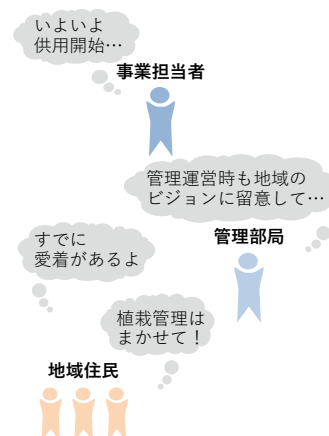 いよいよ
供用開始…
事業担当者
管理運営時も地域の
ビジョンに留意して…
管理部局
すでに
愛着があるよ
植栽管理は
まかせて！
地域住民